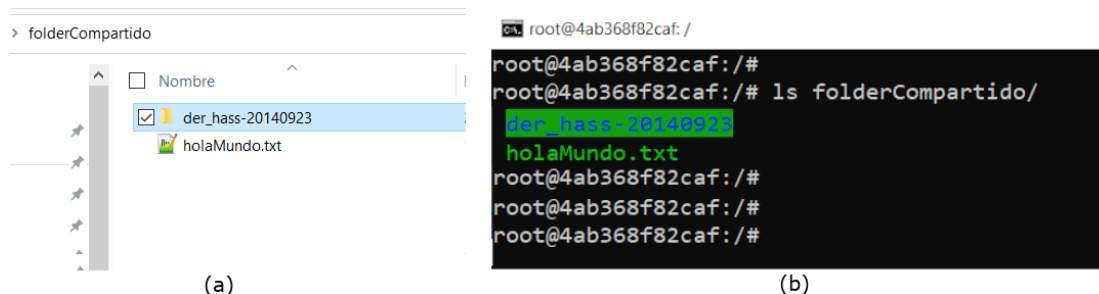 > folderCompartido
Nombre
der_hass-20140923
holaMundo.txt
(a)
root@4ab368f82caf: /
root@4ab368f82caf:/#
root@4ab368f82caf:/# ls folderCompartido/
der_hass-20140923
holaMundo.txt
root@4ab368f82caf:/#
root@4ab368f82caf:/#
root@4ab368f82caf:/#
(b)